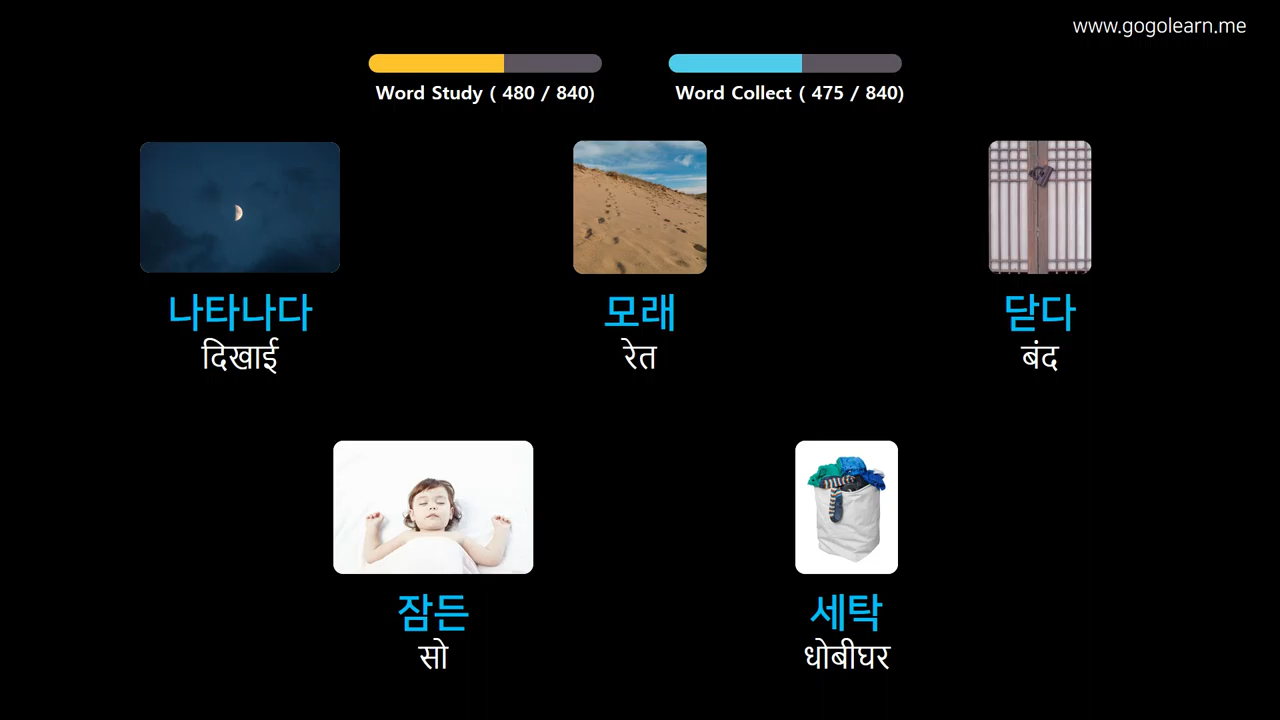 www.gogolearn.me
Word Study ( 480 / 840)
Word Collect ( 475 / 840)
나타나다
दिखाई
모래
रेत
닫다
बंद
잠든
सो
세탁
धोबीघर